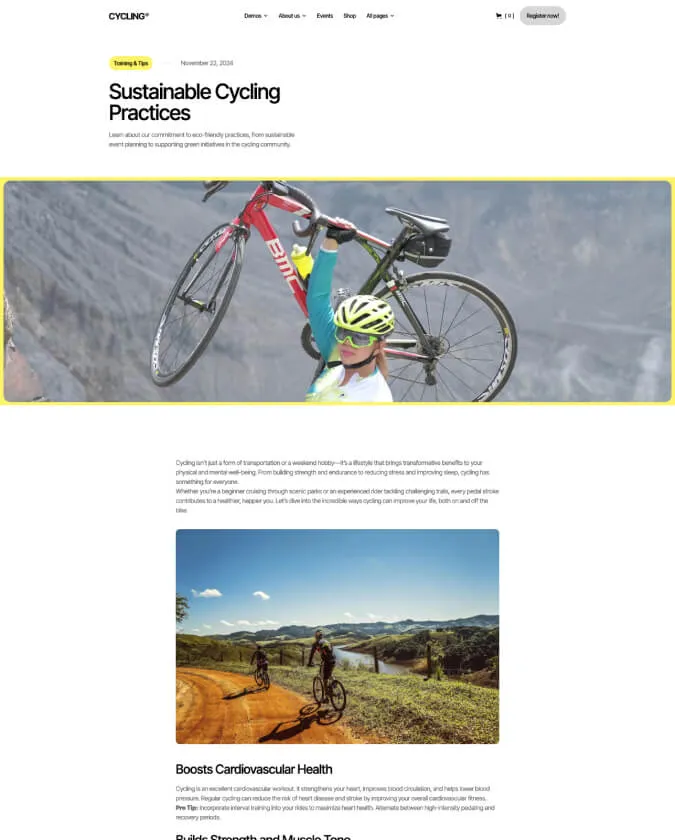 CYCLING®
Demos
About us
Events
Shop
All pages
( 0 )
Register now!
Training & Tips
November 22, 2024
Sustainable Cycling
Practices
Learn about our commitment to eco-friendly practices, from sustainable
event planning to supporting green initiatives in the cycling community.
BMC
Cycling isn't just a form of transportation or a weekend hobby—it's a lifestyle that brings transformative benefits to your
physical and mental well-being. From building strength and endurance to reducing stress and improving sleep, cycling has
something for everyone.
Whether you're a beginner cruising through scenic parks or an experienced rider tackling challenging trails, every pedal stroke
contributes to a healthier, happier you. Let's dive into the incredible ways cycling can improve your life, both on and off the
bike.
Boosts Cardiovascular Health
Cycling is an excellent cardiovascular workout. It strengthens your heart, improves blood circulation, and helps lower blood
pressure. Regular cycling can reduce the risk of heart disease and stroke by improving your overall cardiovascular fitness.
Pro Tip: Incorporate interval training into your rides to maximize heart health. Alternate between high-intensity pedaling and
recovery periods.
Builds Strength and Muscle Tone